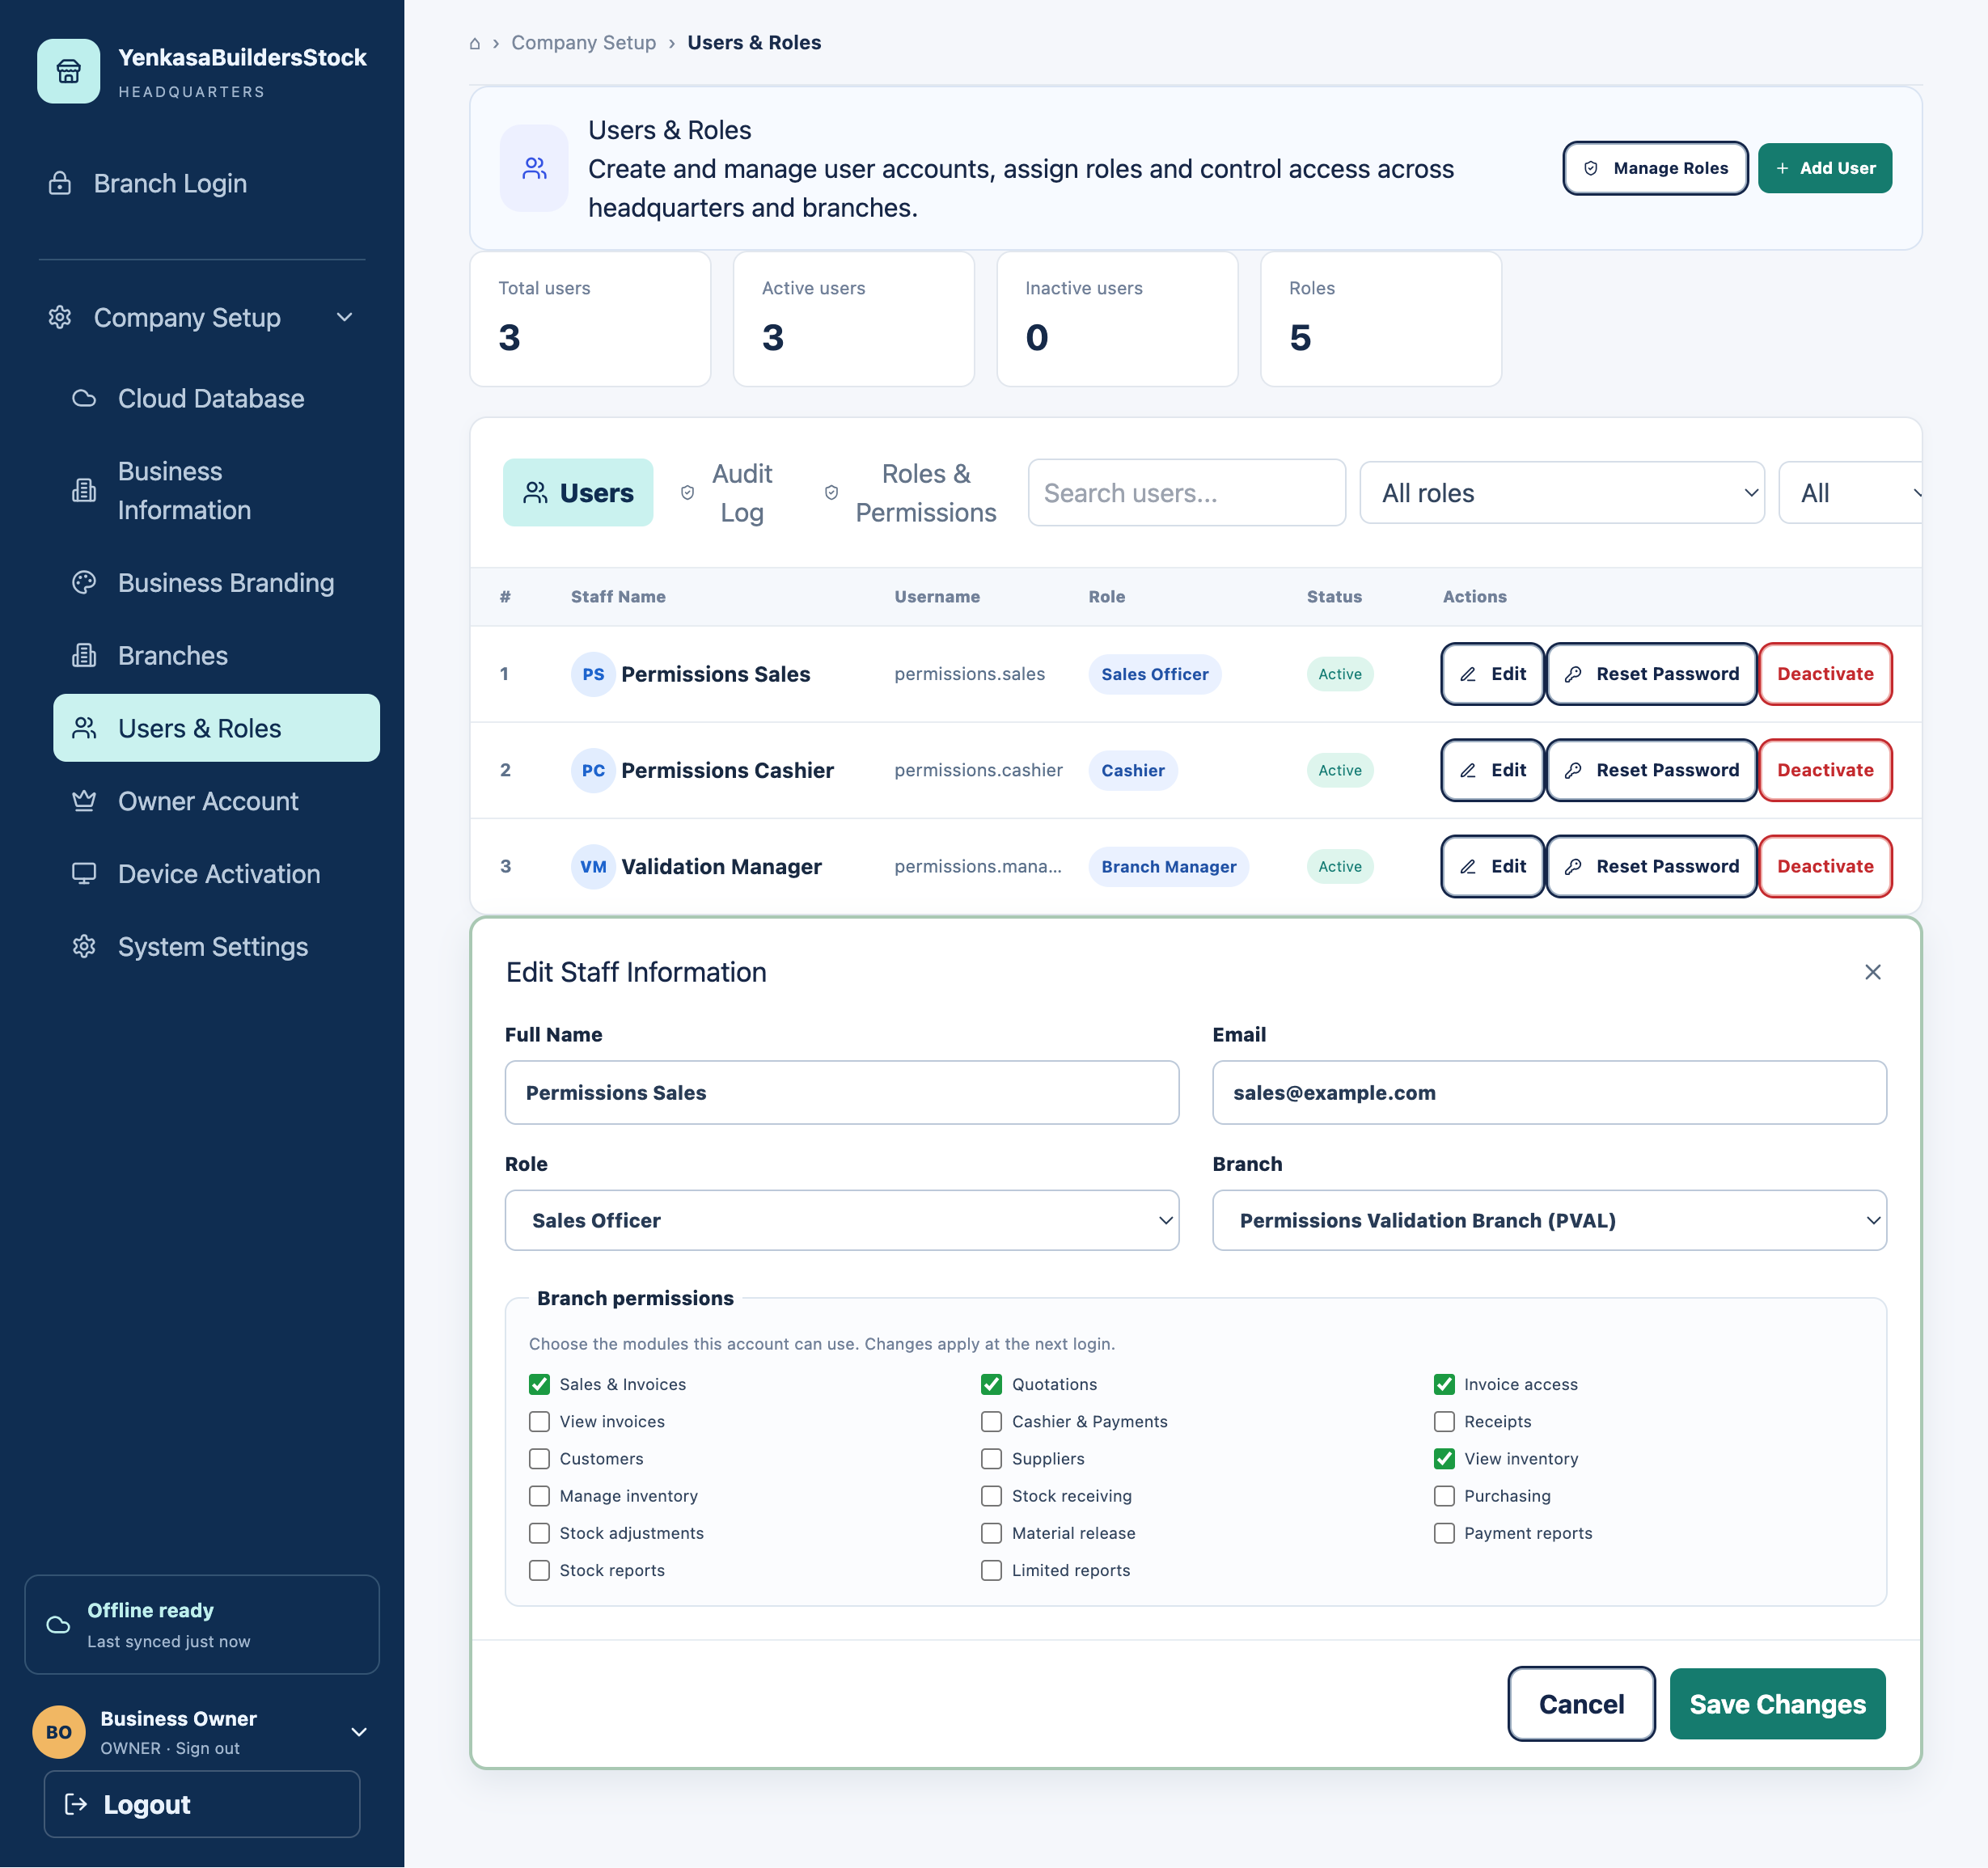 YenkasaBuildersStock
HEADQUARTERS
Branch Login
Company Setup
Cloud Database
Business
Information
Business Branding
Branches
Users & Roles
Owner Account
Device Activation
System Settings
Offline ready
Last synced just now
BO
Business Owner
OWNER · Sign out
Logout
Company Setup › Users & Roles
Users & Roles
Create and manage user accounts, assign roles and control access across
headquarters and branches.
Manage Roles
+ Add User
Total users
3
Active users
3
Inactive users
0
Roles
5
Users
Audit
Log
Roles &
Permissions
Search users...
All roles
All
# Staff Name Username Role Status Actions
1 PS Permissions Sales permissions.sales Sales Officer Active Edit Reset Password Deactivate
2 PC Permissions Cashier permissions.cashier Cashier Active Edit Reset Password Deactivate
3 VM Validation Manager permissions.mana... Branch Manager Active Edit Reset Password Deactivate
Edit Staff Information
Full Name
Permissions Sales
Email
sales@example.com
Role
Sales Officer
Branch
Permissions Validation Branch (PVAL)
Branch permissions
Choose the modules this account can use. Changes apply at the next login.
Sales & Invoices Quotations Invoice access
View invoices Cashier & Payments Receipts
Customers Suppliers View inventory
Manage inventory Stock receiving Purchasing
Stock adjustments Material release Payment reports
Stock reports Limited reports
Cancel
Save Changes